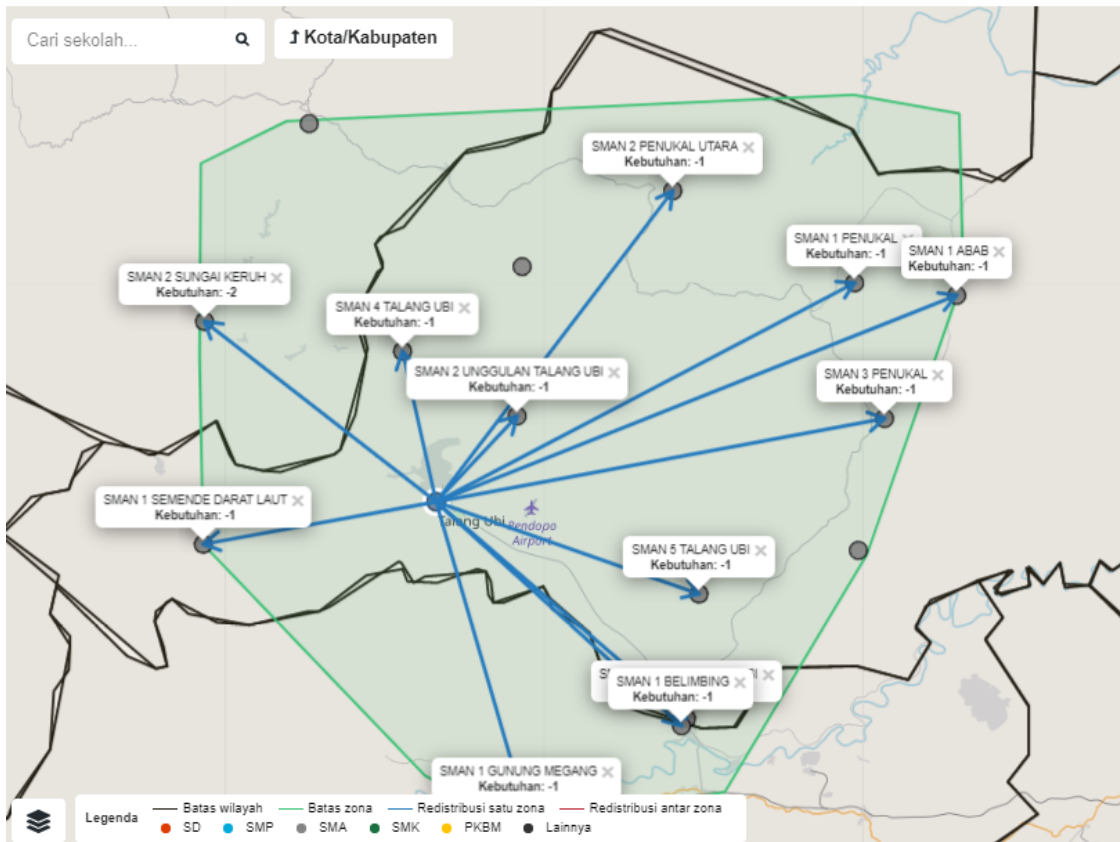 Cari sekolah...
Kota/Kabupaten
SMAN 2 PENUKAL UTARA
Kebutuhan: -1
SMAN 1 PENUKAL
Kebutuhan: -1
SMAN 1 ABAB
Kebutuhan: -1
SMAN 2 SUNGAI KERUH
Kebutuhan: -2
SMAN 4 TALANG UBI
Kebutuhan: -1
SMAN 2 UNGGULAN TALANG UBI
Kebutuhan: -1
SMAN 3 PENUKAL
Kebutuhan: -1
SMAN 1 SEMENDE DARAT LAUT
Kebutuhan: -1
Talang Ubi
Pendopo
Airport
SMAN 5 TALANG UBI
Kebutuhan: -1
SMAN 1 BELIMBING
Kebutuhan: -1
SMAN 1 GUNUNG MEGANG
Kebutuhan: -1
Legenda
Batas wilayah
Batas zona
Redistribusi satu zona
Redistribusi antar zona
SD
SMP
SMA
SMK
PKBM
Lainnya